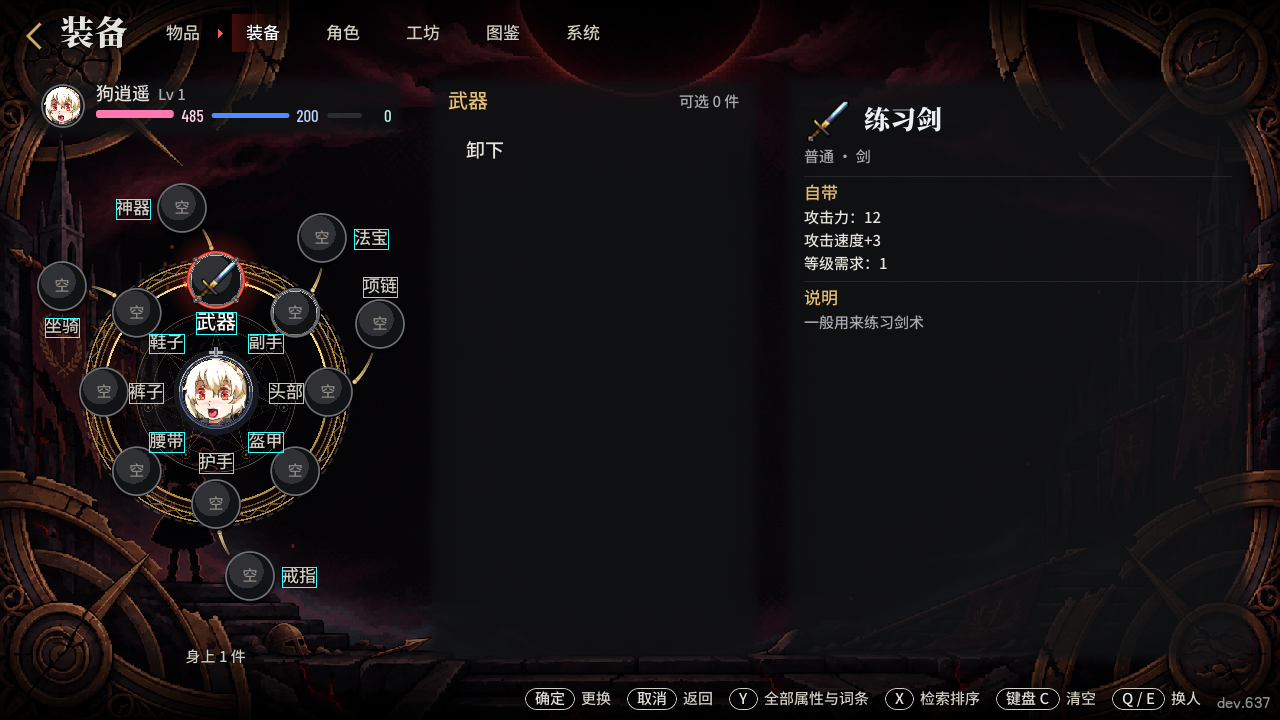 装备 物品 装备 角色 工坊 图鉴 系统
狗逍遥 Lv 1
485 200 0
武器 可选 0 件
卸下
练习剑
普通 · 剑
自带
攻击力：12
攻击速度+3
等级需求：1
说明
一般用来练习剑术
神器 空
空 法宝
项链
空 坐骑
空
空
空
武器
鞋子 副手
空 裤子 头部 空
腰带 盔甲
空 护手 空
空
空 戒指
身上 1 件
确定 更换 取消 返回 Y 全部属性与词条 X 检索排序 键盘 C 清空 Q / E 换人 dev.637